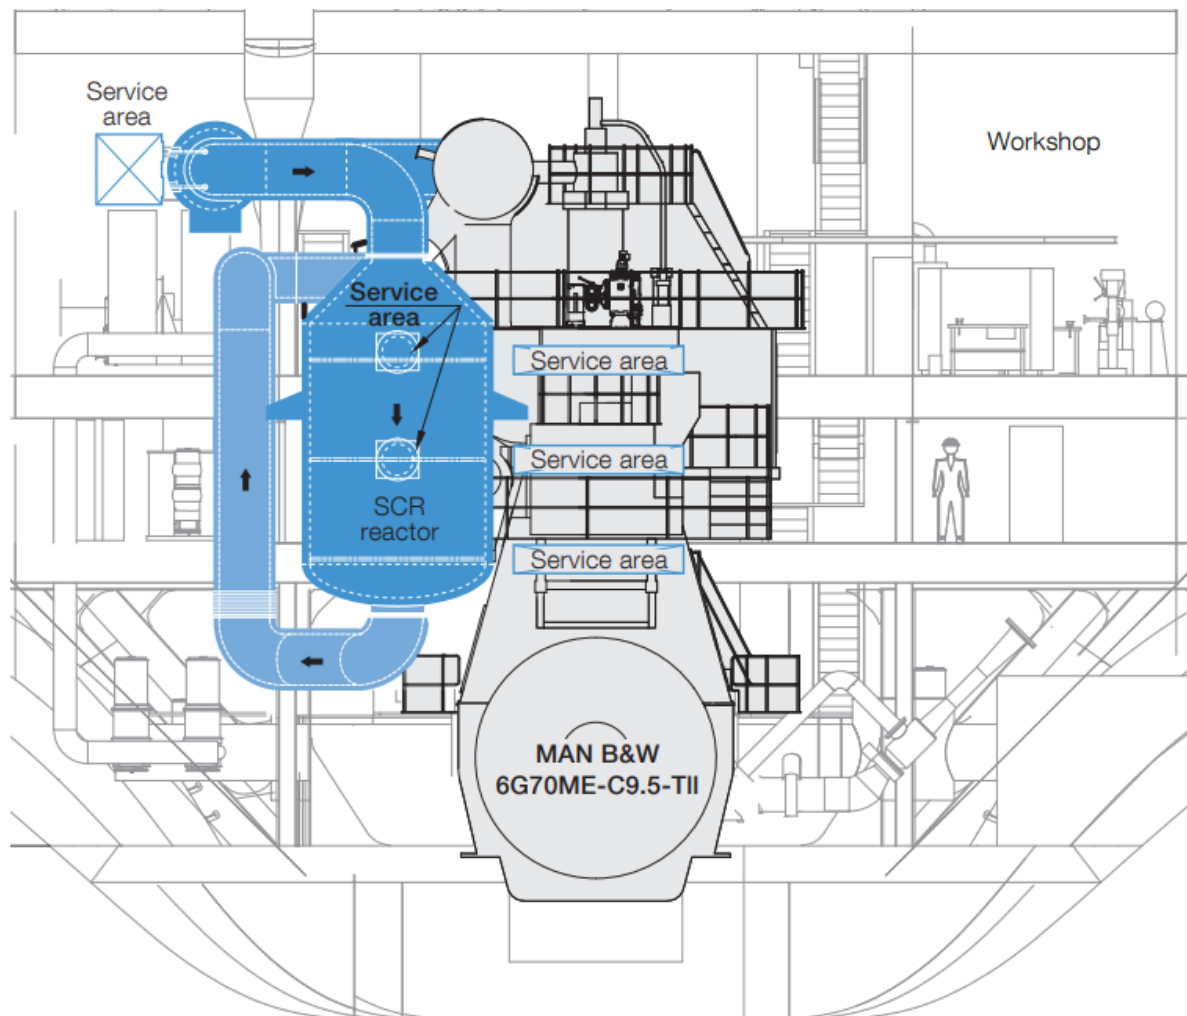 Service
area
Workshop
Service
area
Service area
Service area
SCR
reactor
Service area
MAN B&W
6G70ME-C9.5-TII